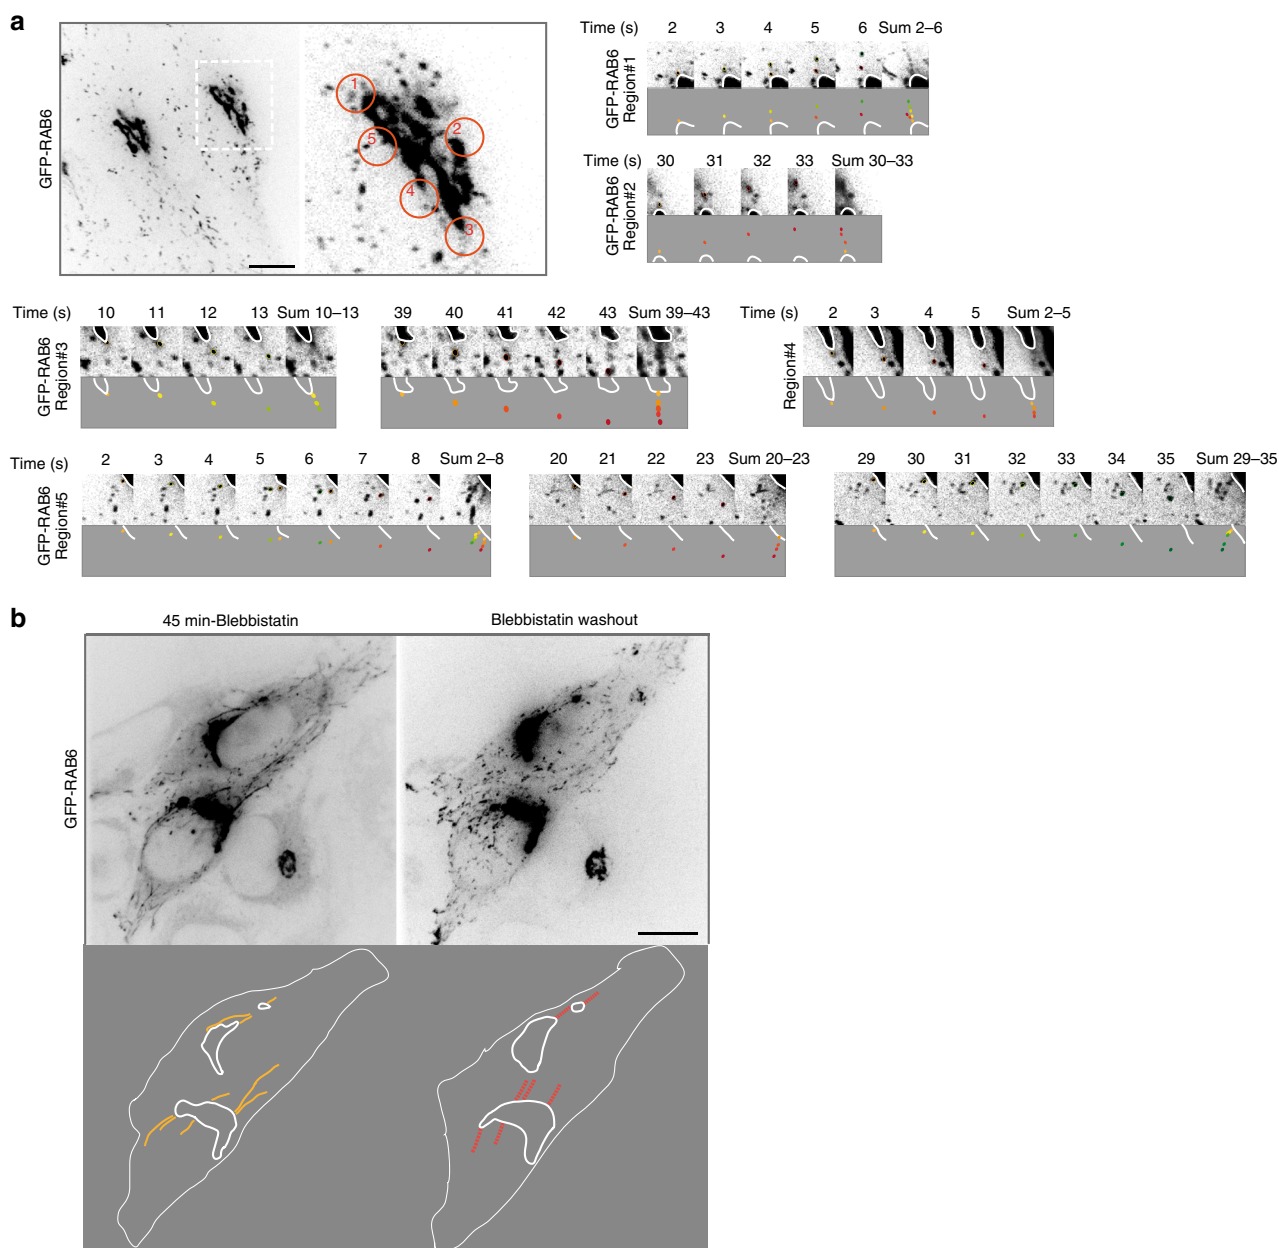 a
GFP-RAB6
1
2
5
4
3
Time (s) 2 3 4 5 6 Sum 2–6
GFP-RAB6
Region#1
Time (s) 30 31 32 33 Sum 30–33
GFP-RAB6
Region#2
Time (s) 10 11 12 13 Sum 10–13 39 40 41 42 43 Sum 39–43
GFP-RAB6
Region#3
Time (s) 2 3 4 5 Sum 2–5
Region#4
Time (s) 2 3 4 5 6 7 8 Sum 2–8 20 21 22 23 Sum 20–23 29 30 31 32 33 34 35 Sum 29–35
GFP-RAB6
Region#5
b
45 min-Blebbistatin Blebbistatin washout
GFP-RAB6